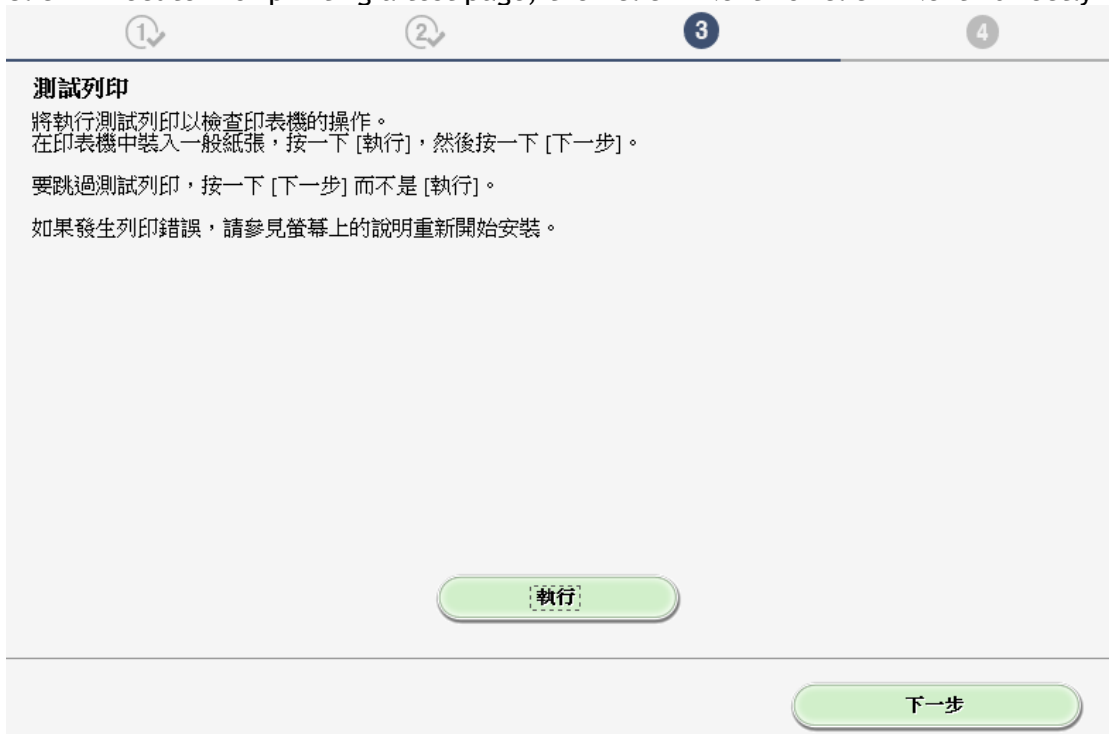 1 2 3 4
測試列印
將執行測試列印以檢查印表機的操作。
在印表機中裝入一般紙張，按一下 [執行]，然後按一下 [下一步]。
要跳過測試列印，按一下 [下一步] 而不是 [執行]。
如果發生列印錯誤，請參見螢幕上的說明重新開始安裝。
執行
下一步